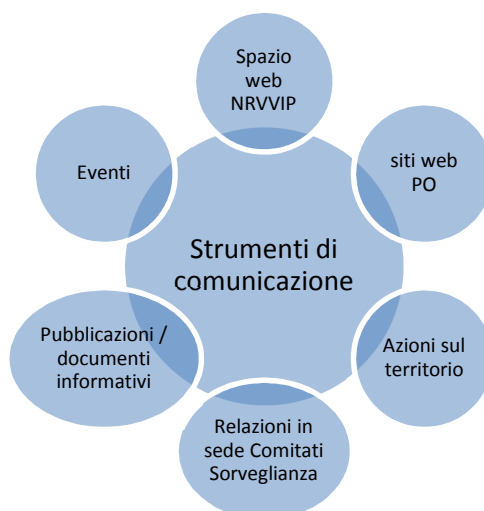 Spazio
web
NRVVIP
siti web
PO
Eventi
Strumenti di
comunicazione
Azioni sul
territorio
Pubblicazioni /
documenti
informativi
Relazioni in
sede Comitati
Sorveglianza